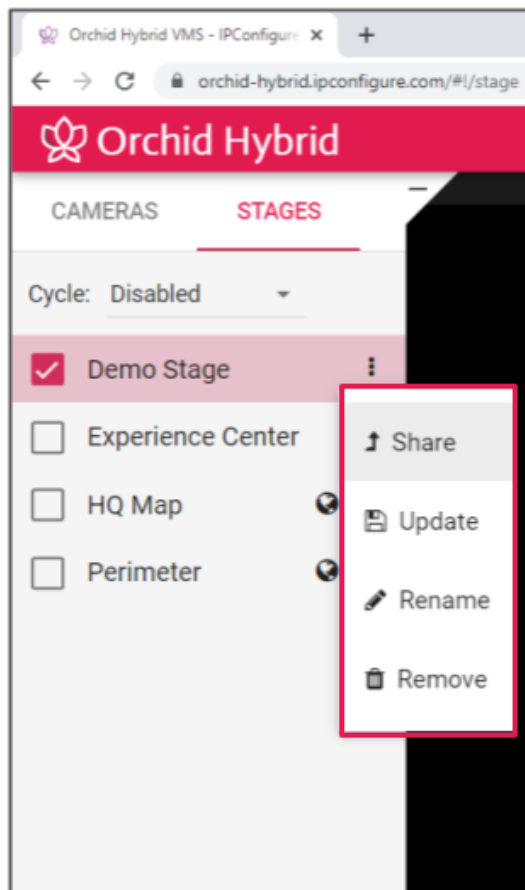 Orchid Hybrid VMS - IPConfigure
orchid-hybrid.ipconfigure.com/#!/stage
Orchid Hybrid
CAMERAS STAGES
Cycle: Disabled
Demo Stage
Experience Center
Share
HQ Map
Update
Perimeter
Rename
Remove